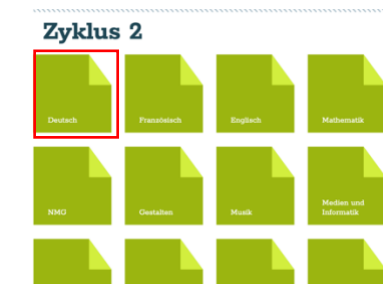 Zyklus 2
Deutsch
Französisch
Englisch
Mathematik
NMG
Gestalten
Musik
Medien und
Informatik